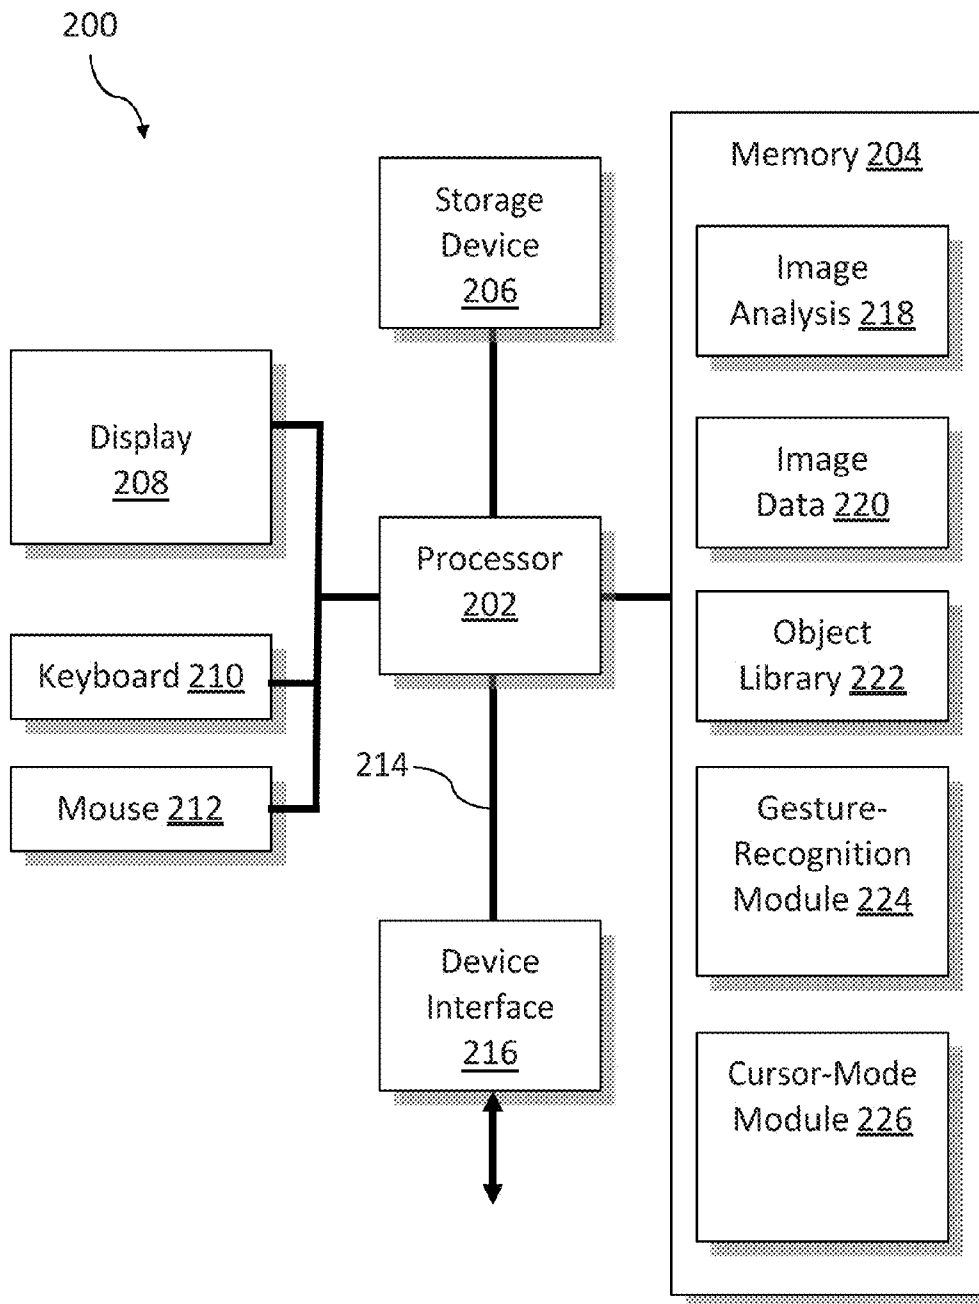 200
Memory 204
Storage
Device
206
Image
Analysis 218
Display
208
Image
Data 220
Processor
202
Object
Library 222
Keyboard 210
214
Mouse 212
Gesture-
Recognition
Module 224
Device
Interface
216
Cursor-Mode
Module 226